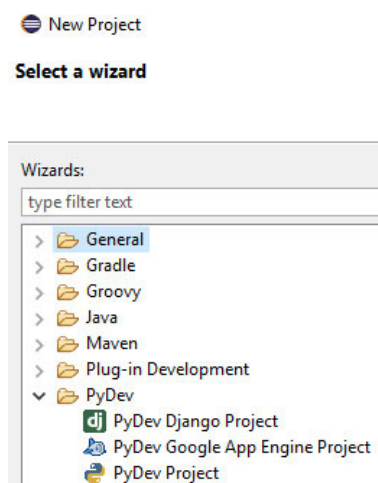 New Project
Select a wizard
Wizards:
type filter text
General
Gradle
Groovy
Java
Maven
Plug-in Development
PyDev
dj PyDev Django Project
PyDev Google App Engine Project
PyDev Project